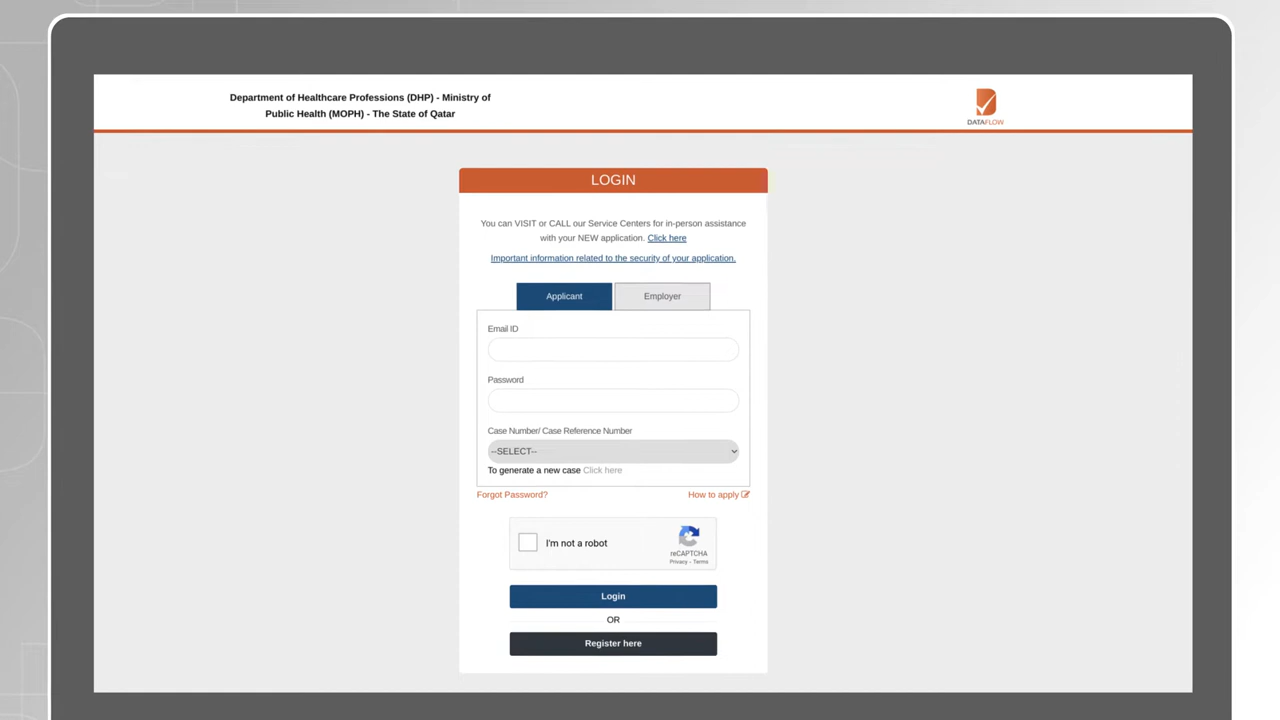 Department of Healthcare Professions (DHP) - Ministry of
Public Health (MOPH) - The State of Qatar
DATAFLOW
LOGIN
You can VISIT or CALL our Service Centers for in-person assistance
with your NEW application. Click here
Important information related to the security of your application.
Applicant
Employer
Email ID
Password
Case Number/ Case Reference Number
--SELECT--
To generate a new case Click here
Forgot Password?
How to apply
I'm not a robot
reCAPTCHA
Privacy - Terms
Login
OR
Register here